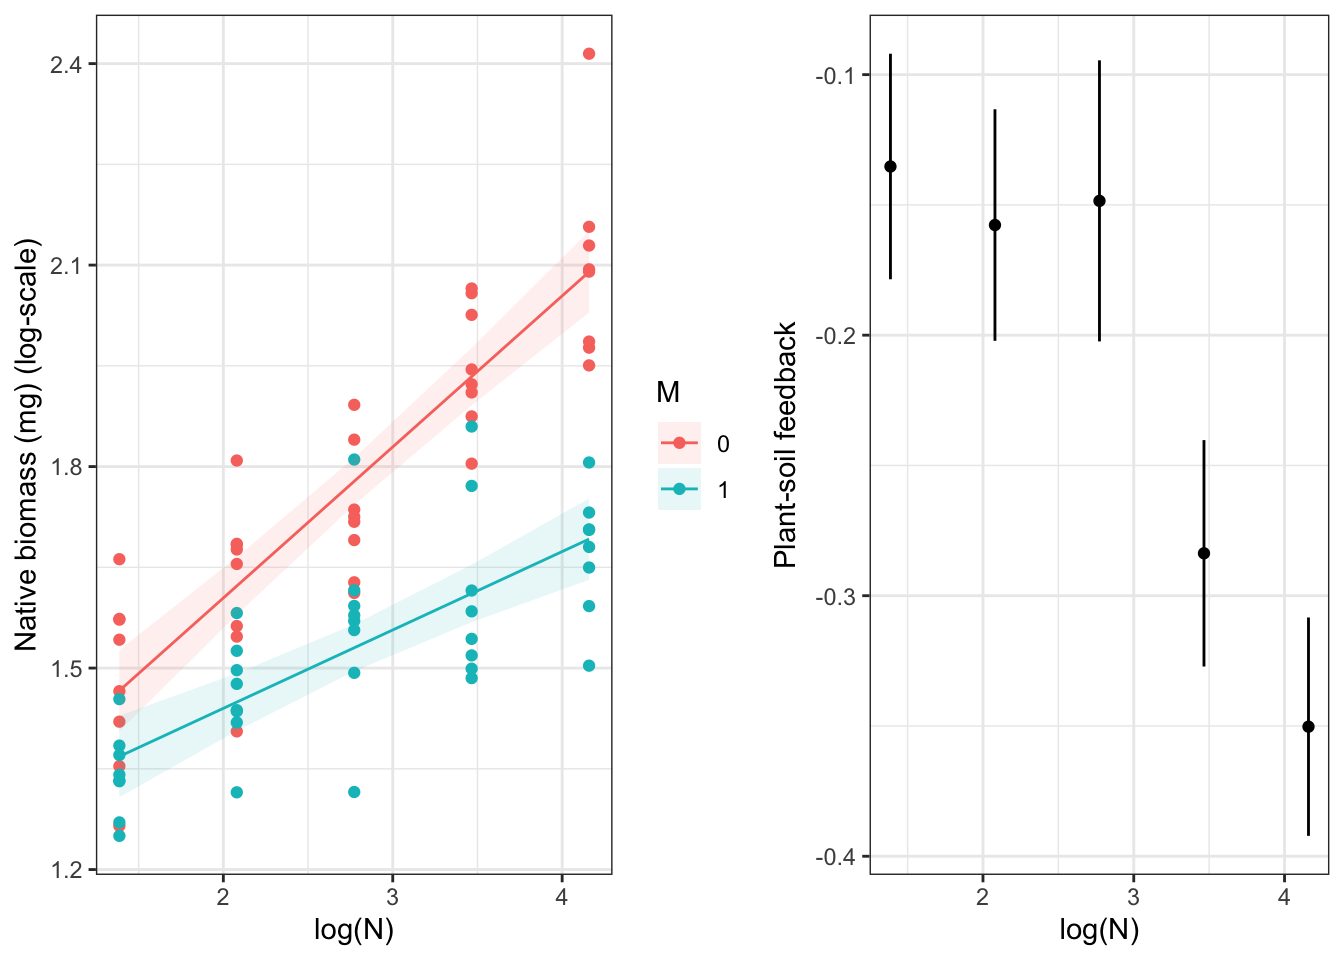 Native biomass (mg) (log-scale)
2.4
2.1
1.8
1.5
1.2
2 3 4
log(N)
M
0
1
Plant-soil feedback
-0.1
-0.2
-0.3
-0.4
2 3 4
log(N)